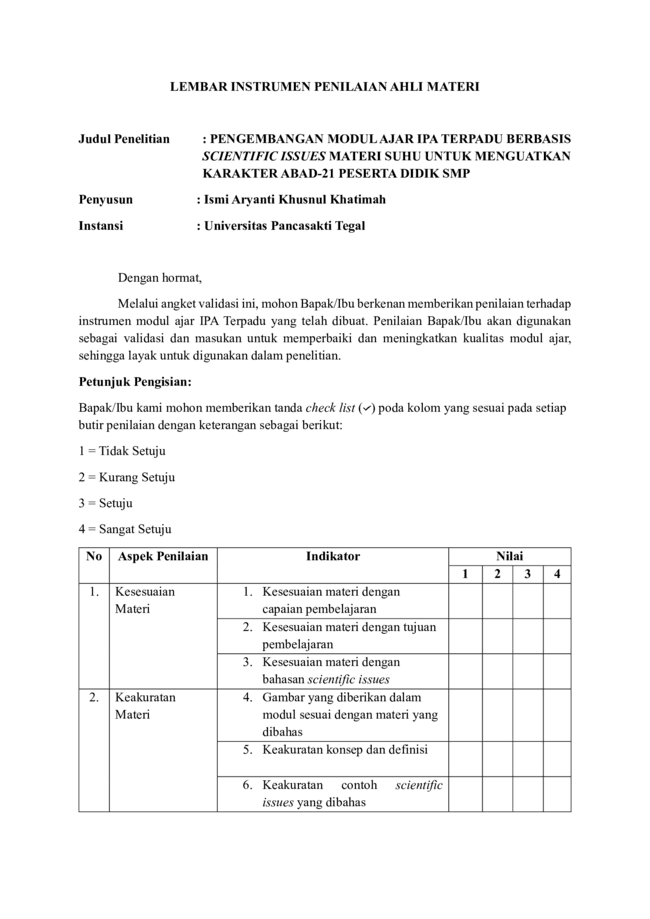 LEMBAR INSTRUMEN PENILAIAN AHLI MATERI
Judul Penelitian : PENGEMBANGAN MODUL AJAR IPA TERPADU BERBASIS
SCIENTIFIC ISSUES MATERI SUHU UNTUK MENGUATKAN
KARAKTER ABAD-21 PESERTA DIDIK SMP
Penyusun : Ismi Aryanti Khusnul Khatimah
Instansi : Universitas Pancasakti Tegal
Dengan hormat,
Melalui angket validasi ini, mohon Bapak/Ibu berkenan memberikan penilaian terhadap
instrumen modul ajar IPA Terpadu yang telah dibuat. Penilaian Bapak/Ibu akan digunakan
sebagai validasi dan masukan untuk memperbaiki dan meningkatkan kualitas modul ajar,
sehingga layak untuk digunakan dalam penelitian.
Petunjuk Pengisian:
Bapak/Ibu kami mohon memberikan tanda check list (✓) poda kolom yang sesuai pada setiap
butir penilaian dengan keterangan sebagai berikut:
1 = Tidak Setuju
2 = Kurang Setuju
3 = Setuju
4 = Sangat Setuju
No Aspek Penilaian Indikator Nilai
1 2 3 4
1. Kesesuaian 1. Kesesuaian materi dengan
Materi capaian pembelajaran
2. Kesesuaian materi dengan tujuan
pembelajaran
3. Kesesuaian materi dengan
bahasan scientific issues
2. Keakuratan 4. Gambar yang diberikan dalam
Materi modul sesuai dengan materi yang
dibahas
5. Keakuratan konsep dan definisi
6. Keakuratan contoh scientific
issues yang dibahas